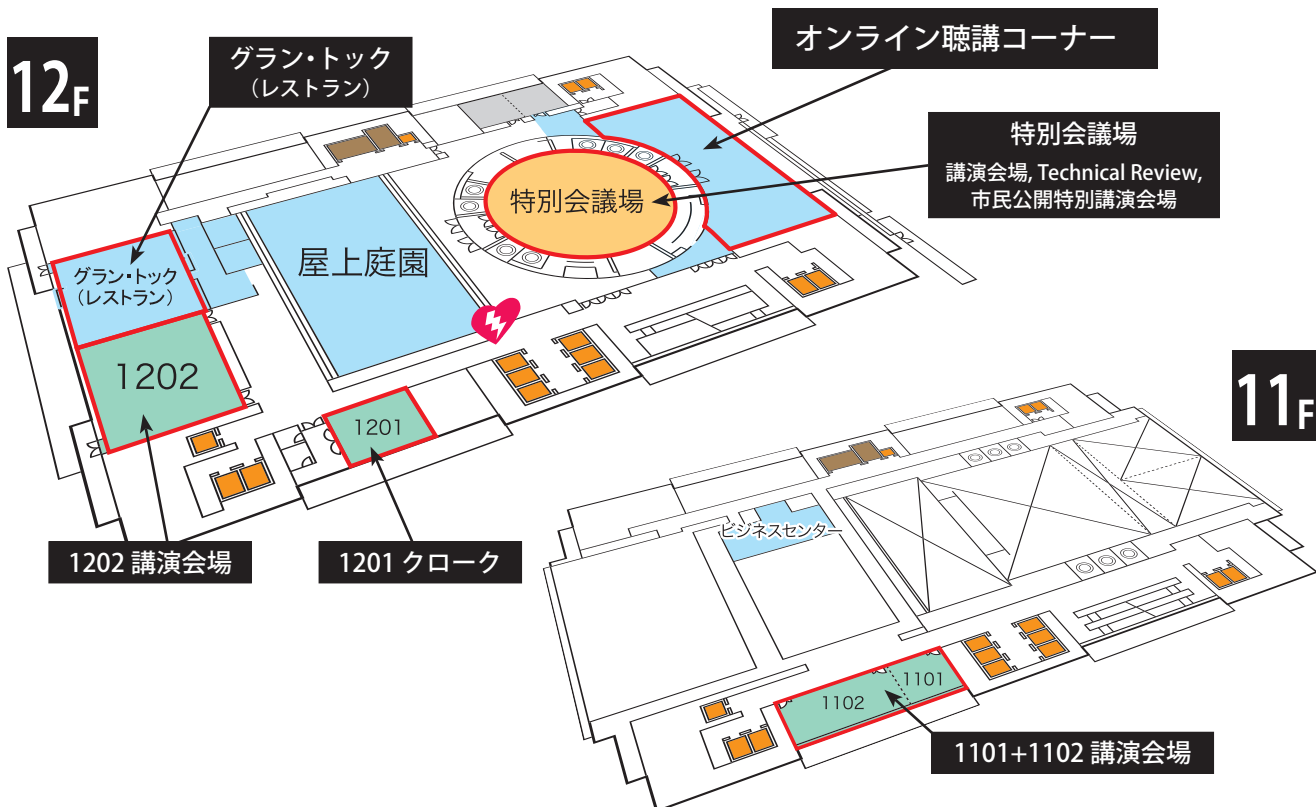 12F
グラン・トック
（レストラン）
オンライン聴講コーナー
特別会議場
講演会場, Technical Review,
市民公開特別講演会場
特別会議場
屋上庭園
グラン・トック
（レストラン）
1202
1201
1202 講演会場
1201 クローク
11F
ビジネスセンター
1101
1102
1101+1102 講演会場